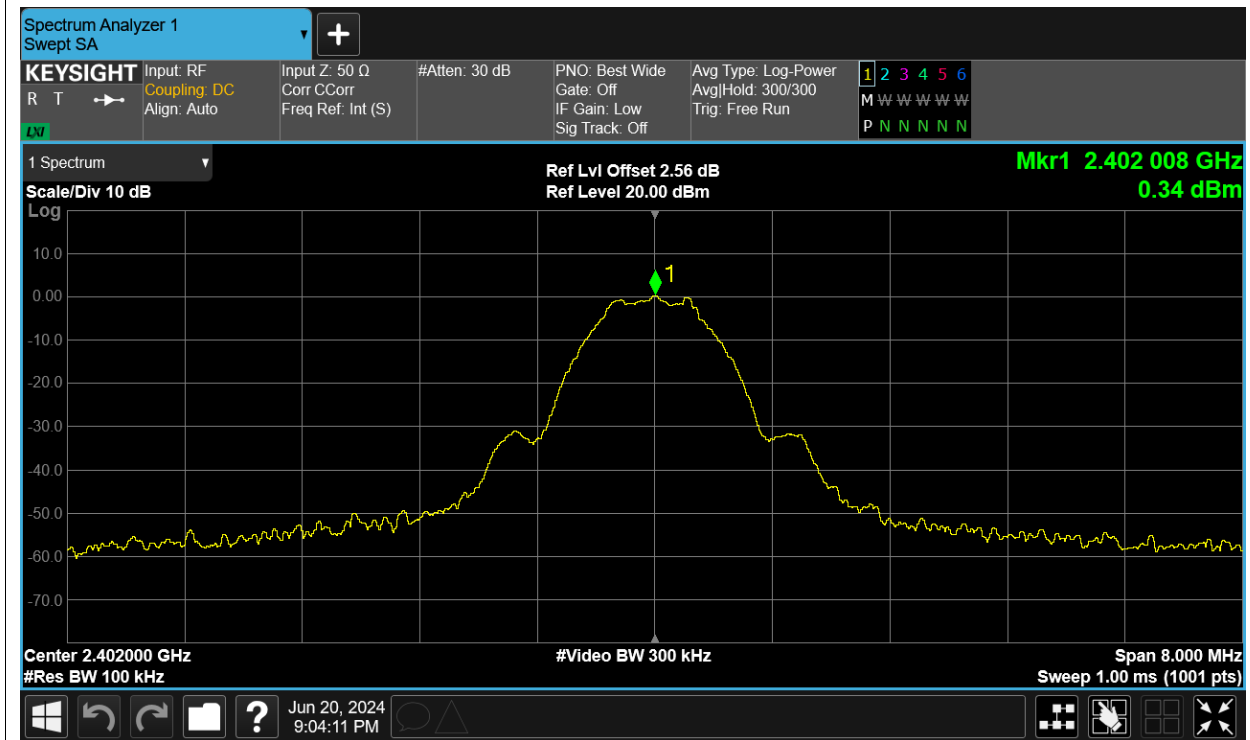 Spectrum Analyzer 1
Swept SA
KEYSIGHT
R T
LXI
Input: RF
Coupling: DC
Align: Auto
Input Z: 50 Ω
Corr CCorr
Freq Ref: Int (S)
#Atten: 30 dB
PNO: Best Wide
Gate: Off
IF Gain: Low
Sig Track: Off
Avg Type: Log-Power
Avg|Hold: 300/300
Trig: Free Run
1 2 3 4 5 6
M W W W W W
P N N N N N
1 Spectrum
Scale/Div 10 dB
Log
Ref Lvl Offset 2.56 dB
Ref Level 20.00 dBm
Mkr1 2.402 008 GHz
0.34 dBm
1
10.0
0.00
-10.0
-20.0
-30.0
-40.0
-50.0
-60.0
-70.0
Center 2.402000 GHz
#Res BW 100 kHz
#Video BW 300 kHz
Span 8.000 MHz
Sweep 1.00 ms (1001 pts)
?
Jun 20, 2024
9:04:11 PM